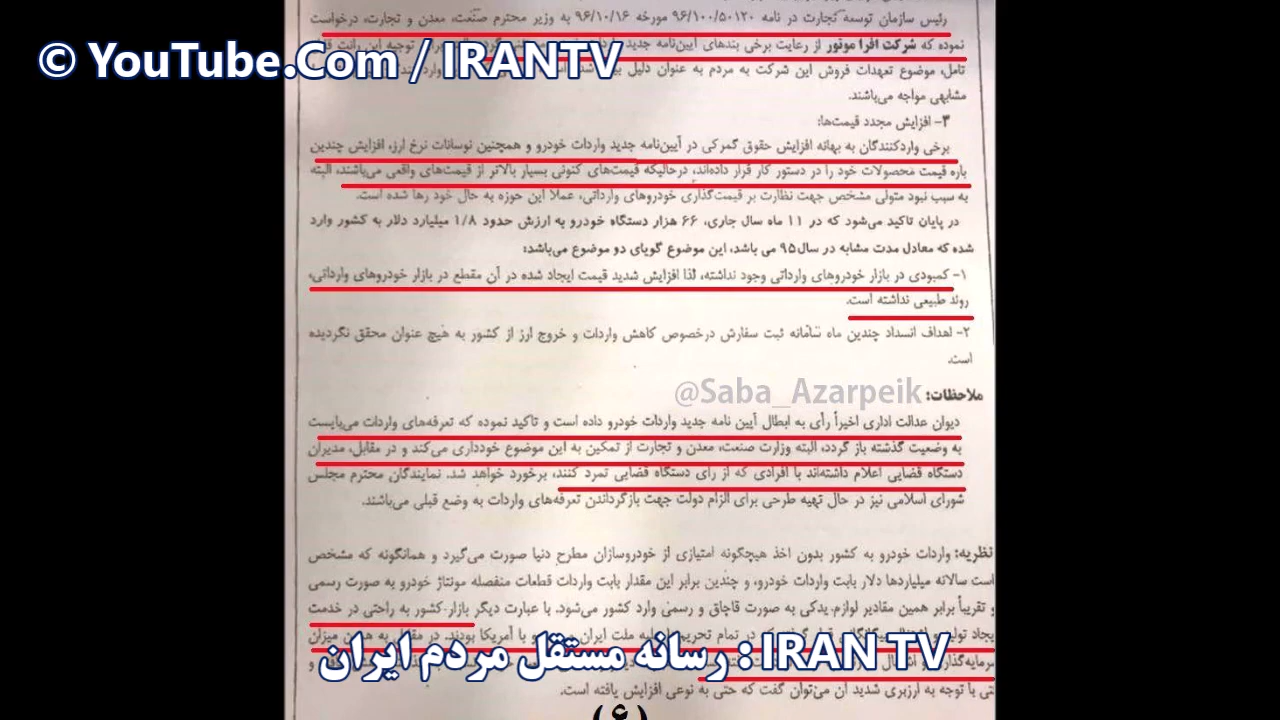 رئیس سازمان توسعه تجارت در نامه ۹۶/۱۰۰/۵۰۱۲۰ مورخه ۹۶/۱۰/۱۶ به وزیر محترم صنعت، معدن و تجارت، درخواست
نموده که شرکت افرا موتور از رعایت برخی بندهای آیین‌نامه جدید توجیه این رانت
© YouTube.Com / IRANTV
تامل، موضوع تعهدات فروش این شرکت به مردم به عنوان دلیل
مشابهی مواجه می‌باشند.
۳- افزایش مجدد قیمت‌ها:
برخی واردکنندگان به بهانه افزایش حقوق گمرکی در آیین‌نامه جدید واردات خودرو و همچنین نوسانات نرخ ارز، افزایش چندین
باره قیمت محصولات خود را در دستور کار قرار داده‌اند، درحالیکه قیمت‌های کنونی بسیار بالاتر از قیمت‌های واقعی می‌باشند، البته
به سبب نبود متولی مشخص جهت نظارت بر قیمت‌گذاری خودروهای وارداتی، عملاً این حوزه به حال خود رها شده است.
در پایان تاکید می‌شود که در ۱۱ ماه سال جاری، ۶۶ هزار دستگاه خودرو به ارزش حدود ۱/۸ میلیارد دلار به کشور وارد
شده که معادل مدت مشابه در سال۹۵ می باشد، این موضوع گویای دو موضوع می‌باشد:
۱- کمبودی در بازار خودروهای وارداتی وجود نداشته، لذا افزایش شدید قیمت ایجاد شده در آن مقطع در بازار خودروهای وارداتی،
روند طبیعی نداشته است.
۲- اهداف انسداد چندین ماه سامانه ثبت سفارش درخصوص کاهش واردات و خروج ارز از کشور به هیچ عنوان محقق نگردیده
است.
@Saba_Azarpeik
ملاحظات:
دیوان عدالت اداری اخیراً رأی به ابطال آیین نامه جدید واردات خودرو داده است و تاکید نموده که تعرفه‌های واردات می‌بایست
به وضعیت گذشته باز گردد، البته وزارت صنعت، معدن و تجارت از تمکین به این موضوع خودداری می‌کند و در مقابل، مدیران
دستگاه قضایی اعلام داشته‌اند با افرادی که از رای دستگاه قضایی تمرد کنند، برخورد خواهد شد. نمایندگان محترم مجلس
شورای اسلامی نیز در حال تهیه طرحی برای الزام دولت جهت بازگرداندن تعرفه‌های واردات به وضع قبلی می‌باشند.
نظریه: واردات خودرو به کشور بدون اخذ هیچگونه امتیازی از خودروسازان مطرح دنیا صورت می‌گیرد و همانگونه که مشخص
است سالانه میلیاردها دلار بابت واردات خودرو، و چندین برابر این مقدار بابت واردات قطعات منفصله مونتاژ خودرو به صورت رسمی
و تقریباً برابر همین مقادیر لوازم یدکی به صورت قاچاق و رسمی وارد کشور می‌شود. با عبارت دیگر بازار کشور به راحتی در خدمت
ایجاد در تمام ملت ایران با آمریکا بودند. در میزان
IRAN TV : رسانه مستقل مردم ایران
با توجه به ارزبری شدید آن می‌توان گفت که حتی به نوعی افزایش یافته است.
(۶)